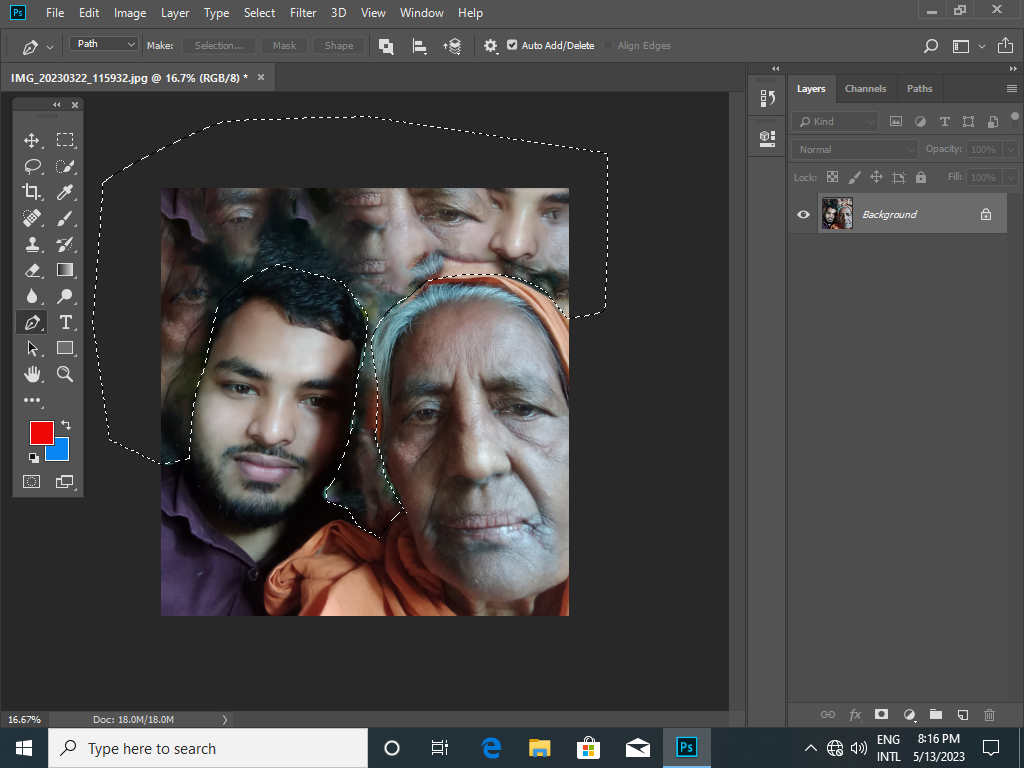 Ps File Edit Image Layer Type Select Filter 3D View Window Help
Path Make: Selection... Mask Shape Auto Add/Delete Align Edges
IMG_20230322_115932.jpg @ 16.7% (RGB/8) * ×
Layers Channels Paths
Kind
Normal Opacity: 100%
Lock: Fill: 100%
Background
16.67% Doc: 18.0M/18.0M
Type here to search
Ps
ENG
INTL
8:16 PM
5/13/2023